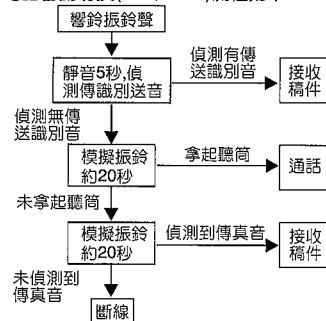 響鈴振鈴聲
靜音5秒,偵
測傳識別送音
偵測有傳
送識別音
接收
稿件
偵測無傳
送識別音
模擬振鈴
約20秒
拿起聽筒
通話
未拿起聽筒
模擬振鈴
約20秒
偵測到傳真音
接收
稿件
未偵測到
傳真音
斷線